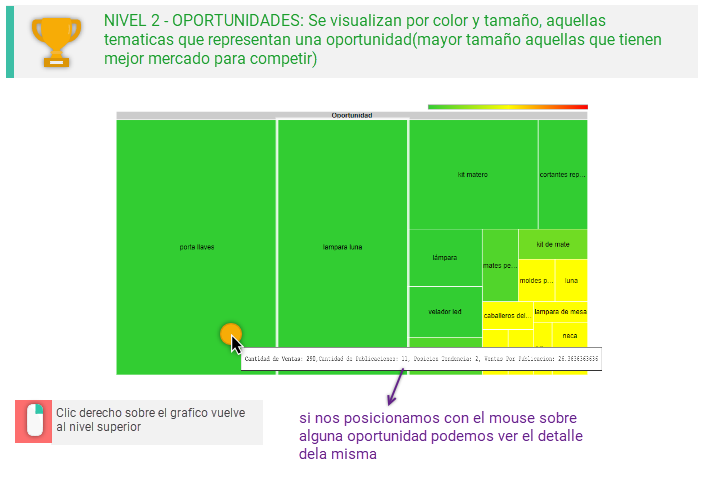 NIVEL 2 - OPORTUNIDADES: Se visualizan por color y tamaño, aquellas
tematicas que representan una oportunidad(mayor tamaño aquellas que tienen
mejor mercado para competir)
Oportunidad
porta llaves
lampara luna
kit matero
cortantes rep...
lámpara
mates pe...
kit de mate
moldes p...
luna
velador led
caballeros del...
lampara de mesa
neca
Cantidad de Ventas: 290,Cantidad de Publicaciones: 11, Posicion Tendencia: 2, Ventas Por Publicacion: 26.3636363636
Clic derecho sobre el grafico vuelve
al nivel superior
si nos posicionamos con el mouse sobre
alguna oportunidad podemos ver el detalle
dela misma